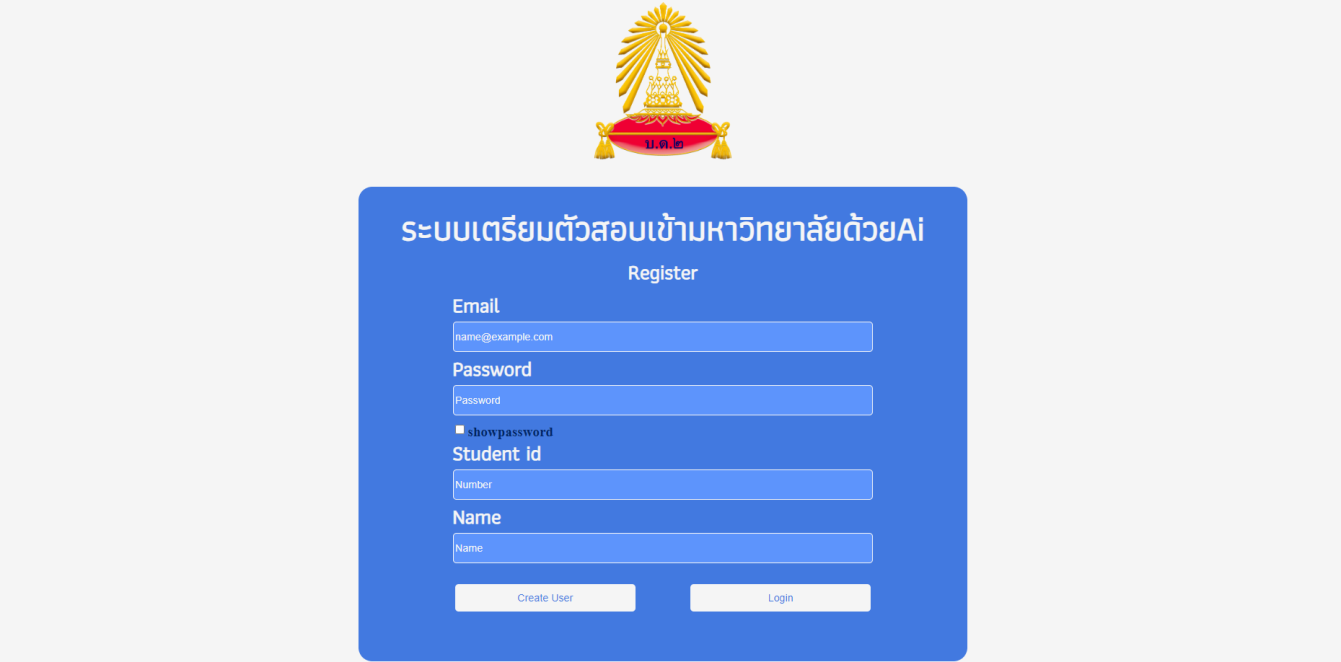 บ.ด.๒
ระบบเตรียมตัวสอบเข้ามหาวิทยาลัยด้วยAi
Register
Email
name@example.com
Password
Password
showpassword
Student id
Number
Name
Name
Create User Login